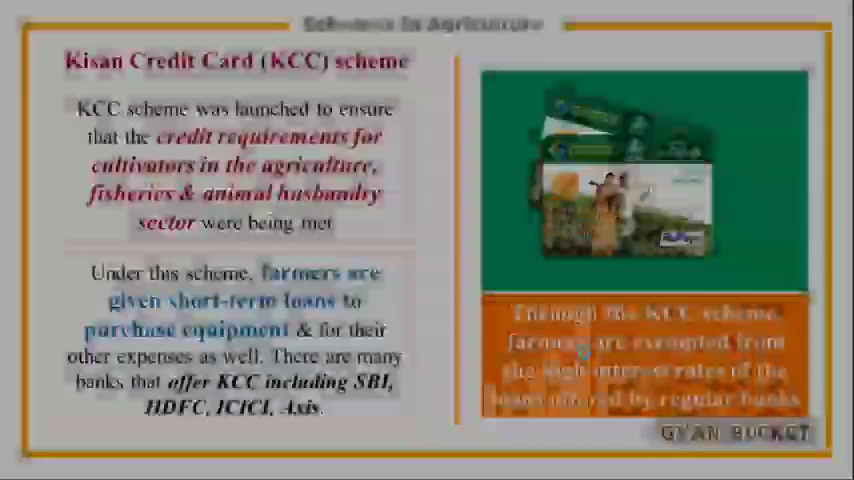 Schemes in Agriculture
Kisan Credit Card (KCC) scheme
KCC scheme was launched to ensure
that the credit requirements for
cultivators in the agriculture,
fisheries & animal husbandry
sector were being met
Under this scheme, farmers are
given short-term loans to
purchase equipment & for their
other expenses as well. There are many
banks that offer KCC including SBI,
HDFC, ICICI, Axis.
Through the KCC scheme,
farmers are exempted from
the high interest rates of the
loans offered by regular banks
GYAN BUCKET